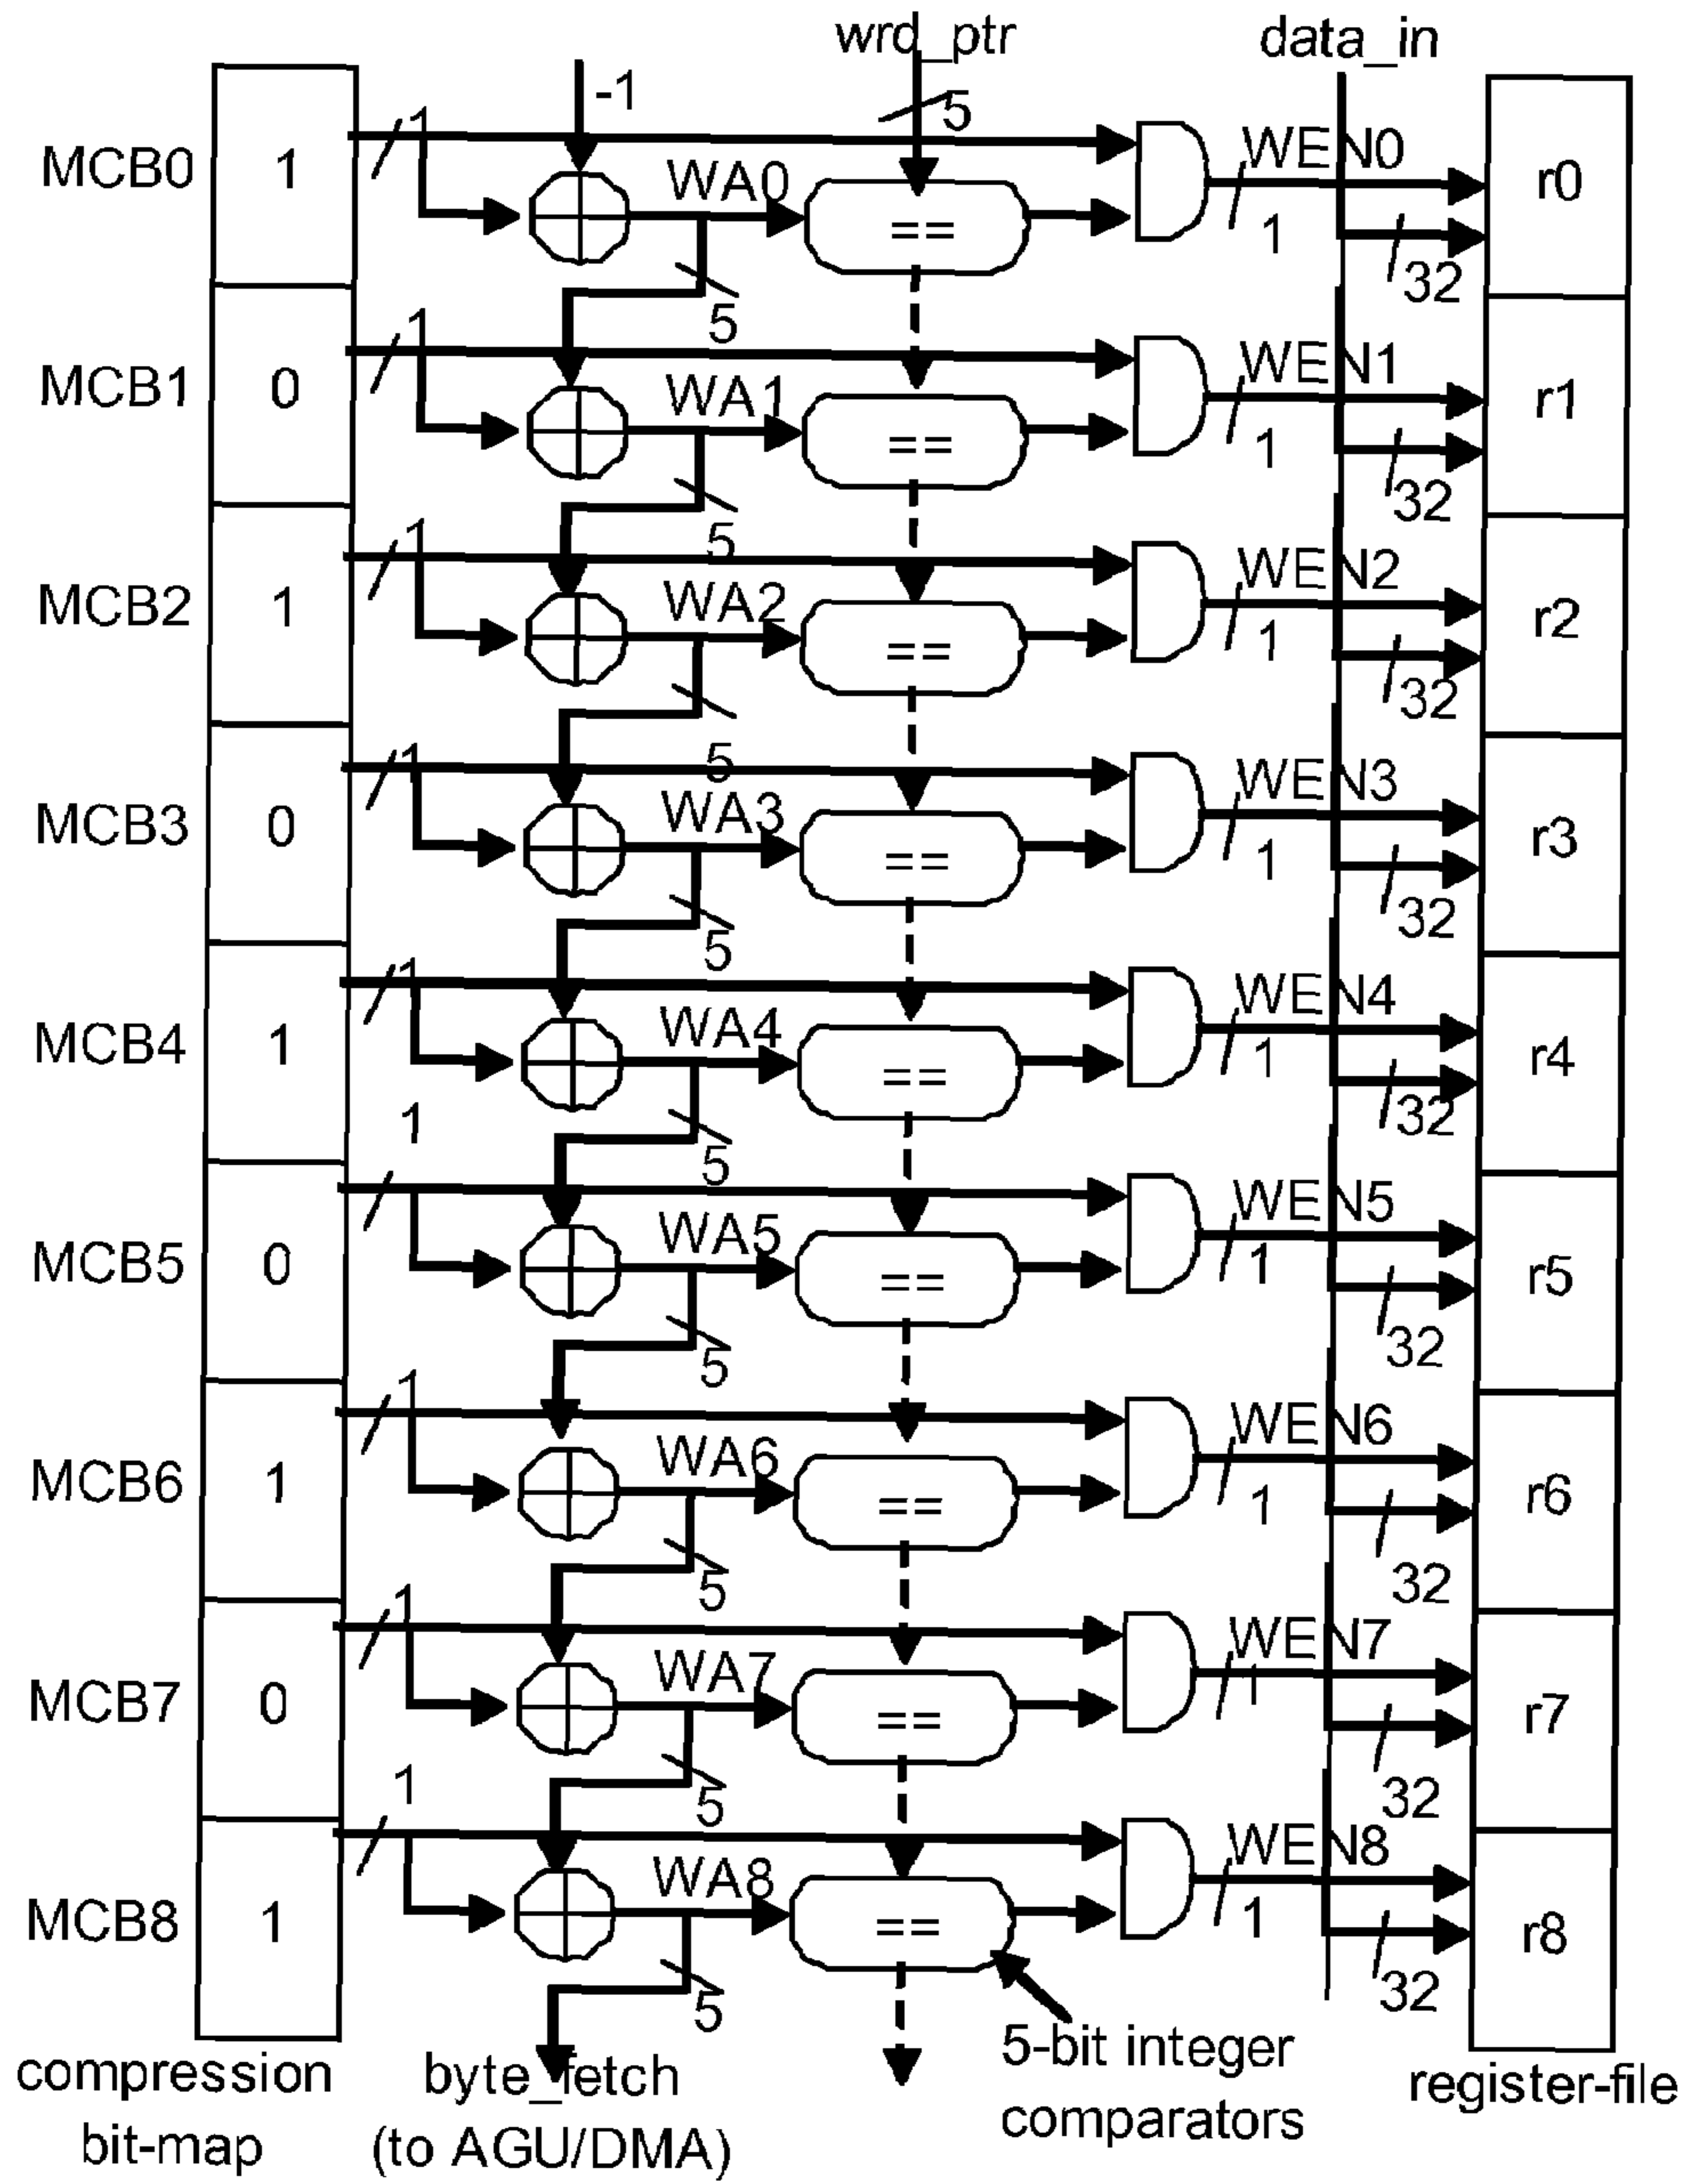 wrd_ptr
data_in
-1
5
1
MCB0
1
WA0
==
WEN0
1
32
r0
5
1
MCB1
0
WA1
==
WEN1
1
32
r1
5
1
MCB2
1
WA2
==
WEN2
1
32
r2
5
1
MCB3
0
WA3
==
WEN3
1
32
r3
5
1
MCB4
1
WA4
==
WEN4
1
32
r4
5
1
MCB5
0
WA5
==
WEN5
1
32
r5
5
1
MCB6
1
WA6
==
WEN6
1
32
r6
5
1
MCB7
0
WA7
==
WEN7
1
32
r7
5
1
MCB8
1
WA8
==
WEN8
1
32
r8
5
compression
bit-map
byte_fetch
(to AGU/DMA)
5-bit integer
comparators
register-file